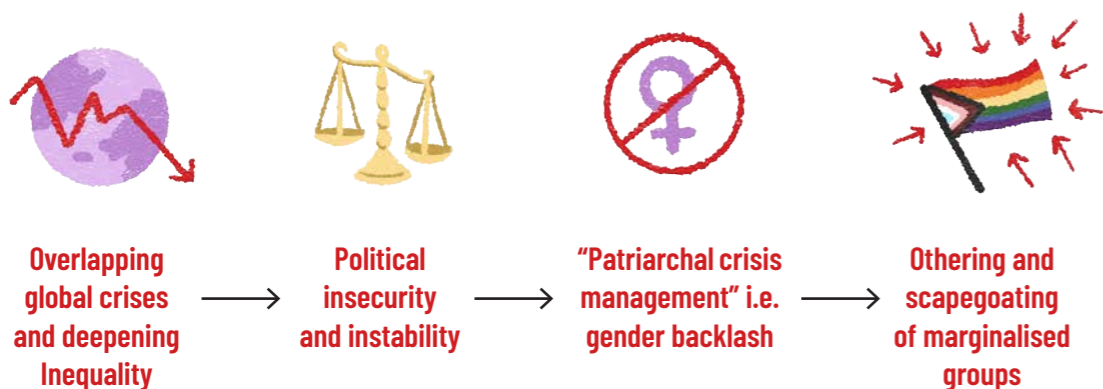 Overlapping
global crises
and deepening
Inequality
Political
insecurity
and instability
“Patriarchal crisis
management” i.e.
gender backlash
Othering and
scapegoating
of marginalised
groups